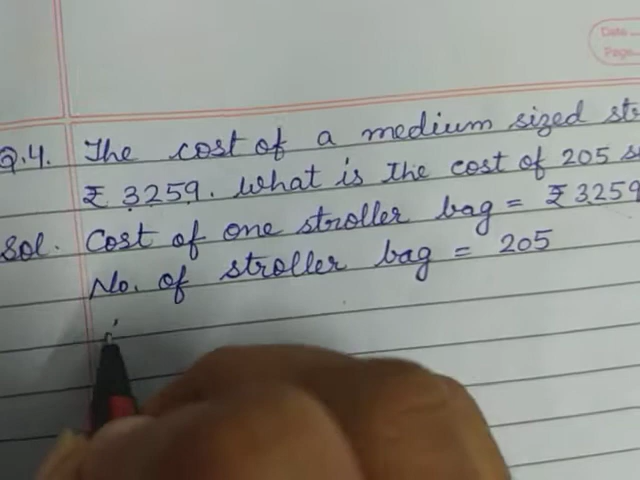 Date
Page
Q.4. The cost of a medium sized
₹ 3259. What is the cost of 205
Sol. Cost of one stroller bag = ₹ 3259
No. of stroller bag = 205